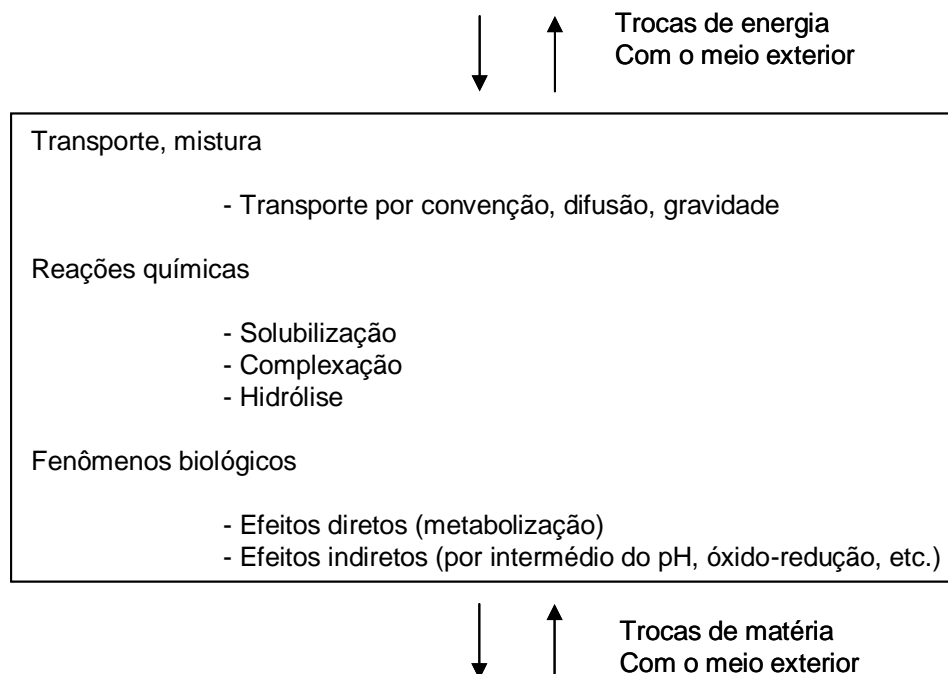 Trocas de energia
Com o meio exterior
Transporte, mistura
- Transporte por convenção, difusão, gravidade
Reações químicas
- Solubilização
- Complexação
- Hidrólise
Fenômenos biológicos
- Efeitos diretos (metabolização)
- Efeitos indiretos (por intermédio do pH, óxido-redução, etc.)
Trocas de matéria
Com o meio exterior